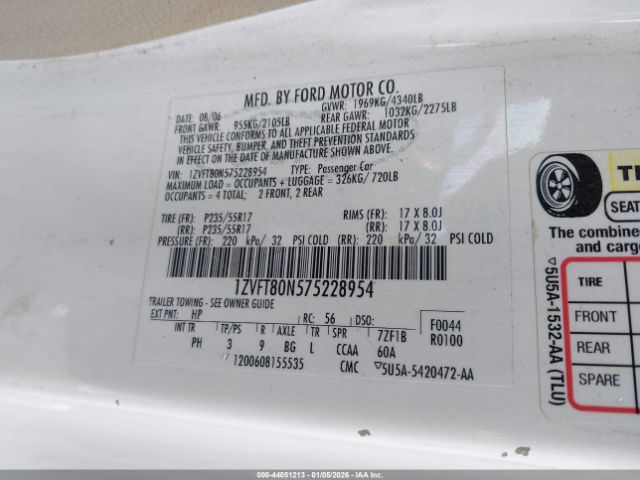 MFD. BY FORD MOTOR CO.
DATE: 08/06 GVWR: 1969KG/4340LB
FRONT GAWR: 955KG/2105LB REAR GAWR: 1032KG/2275LB
THIS VEHICLE CONFORMS TO ALL APPLICABLE FEDERAL MOTOR
VEHICLE SAFETY, BUMPER, AND THEFT PREVENTION STANDARDS
IN EFFECT ON THE DATE OF MANUFACTURE SHOWN ABOVE.
VIN: 1ZVFT80N575228954 TYPE: Passenger Car
MAXIMUM LOAD = OCCUPANTS + LUGGAGE = 326KG/720LB
OCCUPANTS = 4 TOTAL; 2 FRONT, 2 REAR
TIRE (FR): P235/55R17 RIMS (FR): 17 X 8.0J
(RR): P235/55R17 (RR): 17 X 8.0J
PRESSURE (FR): 220 kPa/ 32 PSI COLD (RR): 220 kPa/ 32 PSI COLD
1ZVFT80N575228954
TRAILER TOWING - SEE OWNER GUIDE
EXT PNT: HP RC: 56 DSO: F0044
INT TR TP/PS R AXLE TR SPR 7ZF1B R0100
PH 3 9 BG L CCAA 60A
1200608155535 CMC ▽5U5A-5420472-AA
SEAT
The combine
and carg
TIRE
FRONT
REAR
SPARE
▽5U5A-1532-AA (TLU)
00-44051213 - 01/05/2026 - IAAI